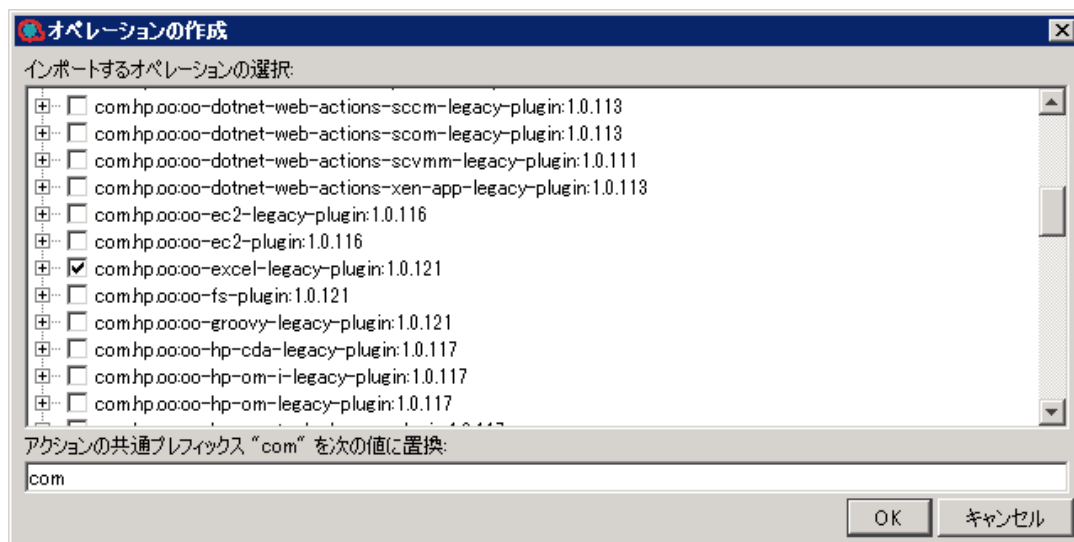 オペレーションの作成
インポートするオペレーションの選択:
com.hp.oo:oo-dotnet-web-actions-sccm-legacy-plugin:1.0.113
com.hp.oo:oo-dotnet-web-actions-scom-legacy-plugin:1.0.113
com.hp.oo:oo-dotnet-web-actions-scvmm-legacy-plugin:1.0.111
com.hp.oo:oo-dotnet-web-actions-xen-app-legacy-plugin:1.0.113
com.hp.oo:oo-ec2-legacy-plugin:1.0.116
com.hp.oo:oo-ec2-plugin:1.0.116
com.hp.oo:oo-excel-legacy-plugin:1.0.121
com.hp.oo:oo-fs-plugin:1.0.121
com.hp.oo:oo-groovy-legacy-plugin:1.0.121
com.hp.oo:oo-hp-cda-legacy-plugin:1.0.117
com.hp.oo:oo-hp-om-i-legacy-plugin:1.0.117
com.hp.oo:oo-hp-om-legacy-plugin:1.0.117
アクションの共通プレフィックス "com" を次の値に置換:
com
OK キャンセル